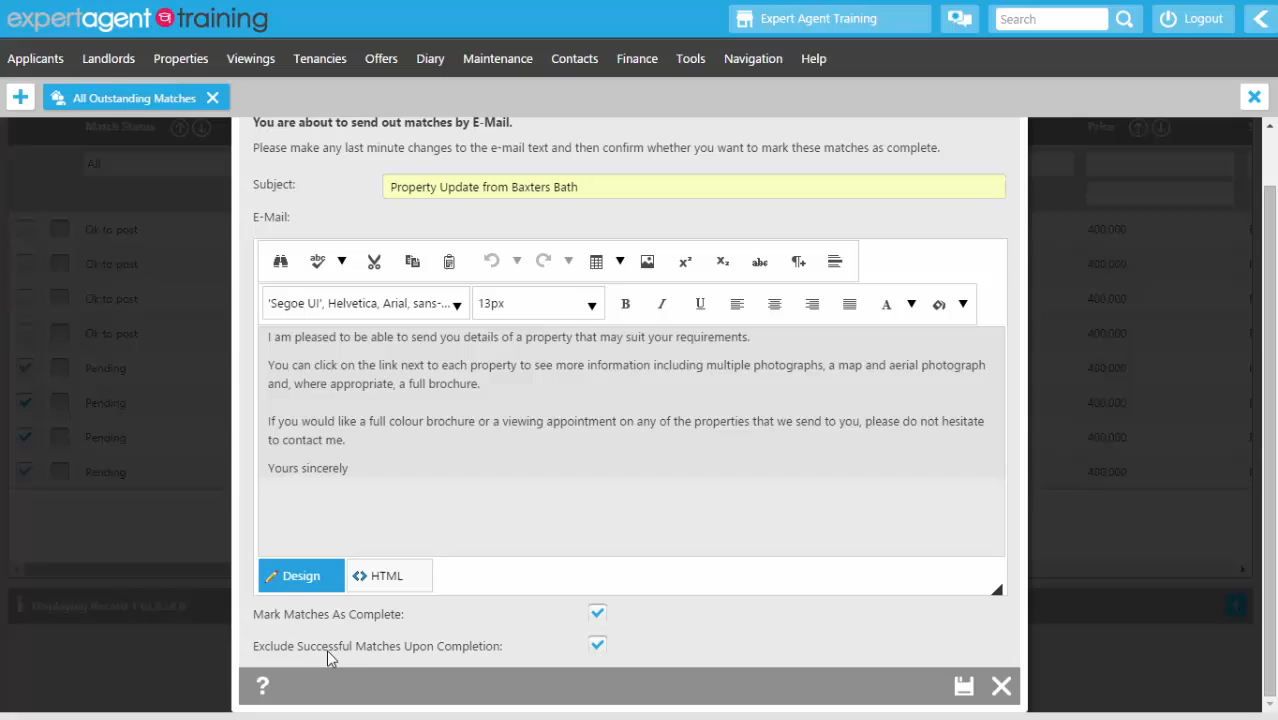 expertagent training
Expert Agent Training
Search
Logout
Applicants Landlords Properties Viewings Tenancies Offers Diary Maintenance Contacts Finance Tools Navigation Help
All Outstanding Matches
Match Status
Price
All
You are about to send out matches by E-Mail.
Please make any last minute changes to the e-mail text and then confirm whether you want to mark these matches as complete.
Subject: Property Update from Baxters Bath
E-Mail:
'Segoe UI', Helvetica, Arial, sans-... 13px
I am pleased to be able to send you details of a property that may suit your requirements.
You can click on the link next to each property to see more information including multiple photographs, a map and aerial photograph
and, where appropriate, a full brochure.
If you would like a full colour brochure or a viewing appointment on any of the properties that we send to you, please do not hesitate
to contact me.
Yours sincerely
Design HTML
Mark Matches As Complete:
Exclude Successful Matches Upon Completion:
Ok to post 400,000
Ok to post 400,000
Ok to post 400,000
Ok to post 400,000
Pending 400,000
Pending 400,000
Pending 400,000
Pending 400,000